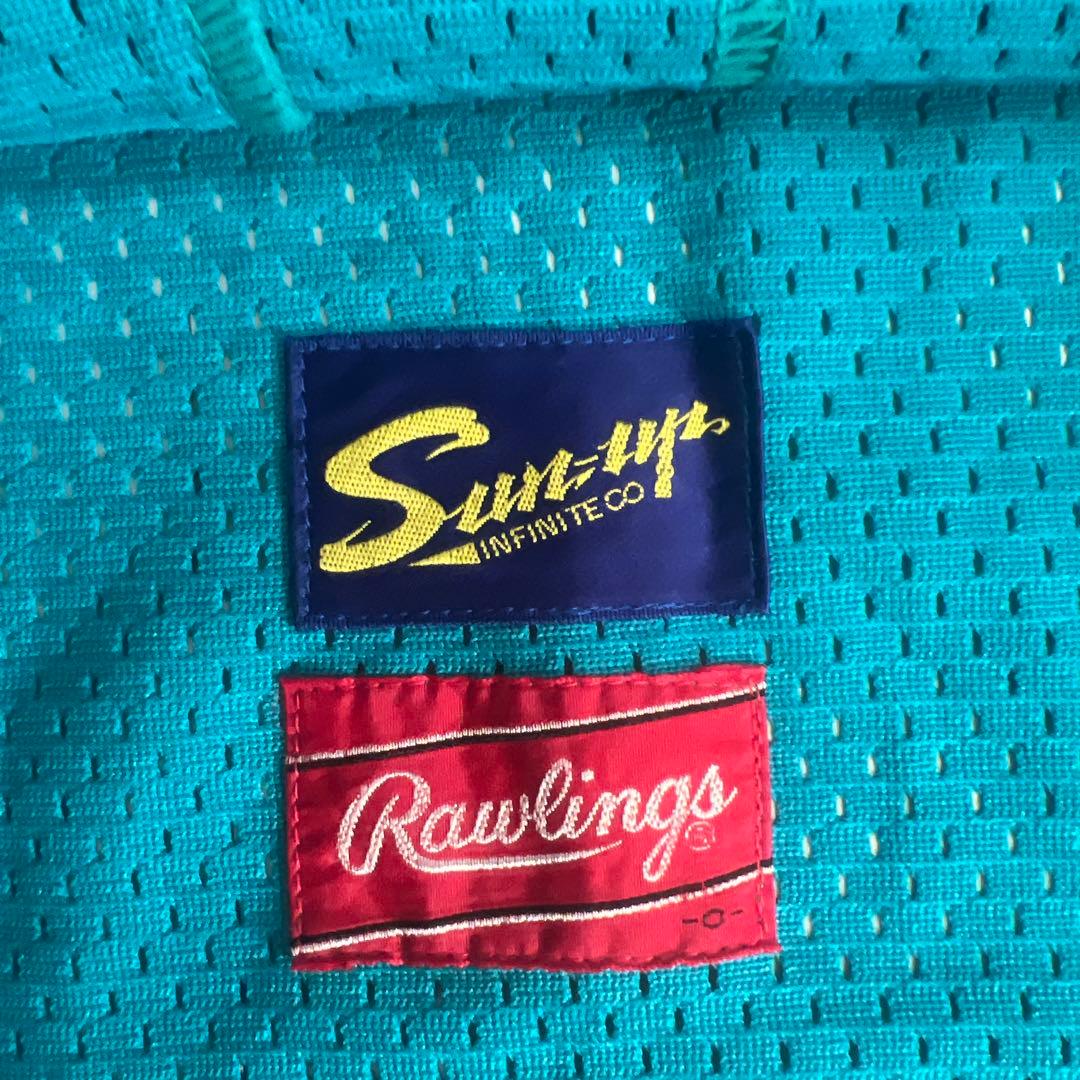 Sun-up
INFINITE CO
Rawlings®
-O-